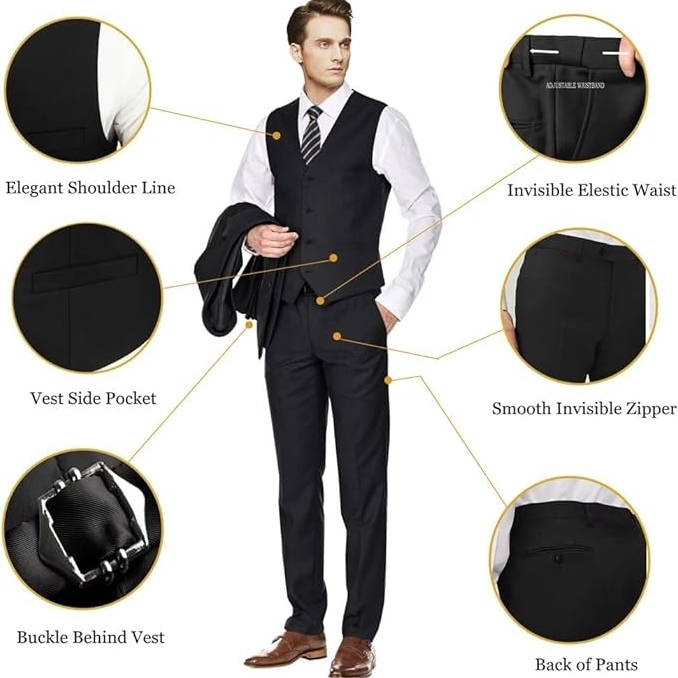 ADJUSTABLE WAISTBAND
Elegant Shoulder Line
Invisible Elestic Waist
Vest Side Pocket
Smooth Invisible Zipper
Buckle Behind Vest
Back of Pants